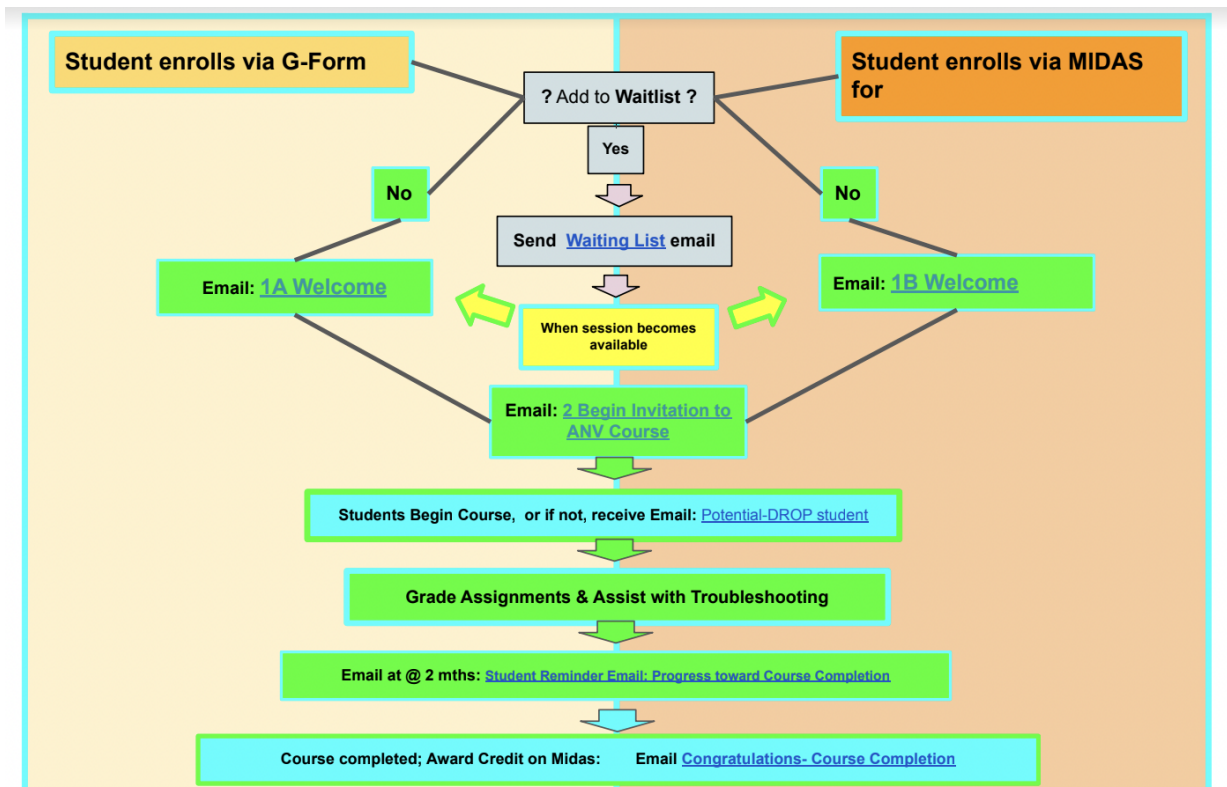 Student enrolls via G-Form
Student enrolls via MIDAS
for
? Add to Waitlist ?
Yes
No
No
Send Waiting List email
Email: 1A Welcome
Email: 1B Welcome
When session becomes
available
Email: 2 Begin Invitation to
ANV Course
Students Begin Course, or if not, receive Email: Potential-DROP student
Grade Assignments & Assist with Troubleshooting
Email at @ 2 mths: Student Reminder Email: Progress toward Course Completion
Course completed; Award Credit on Midas: Email Congratulations- Course Completion